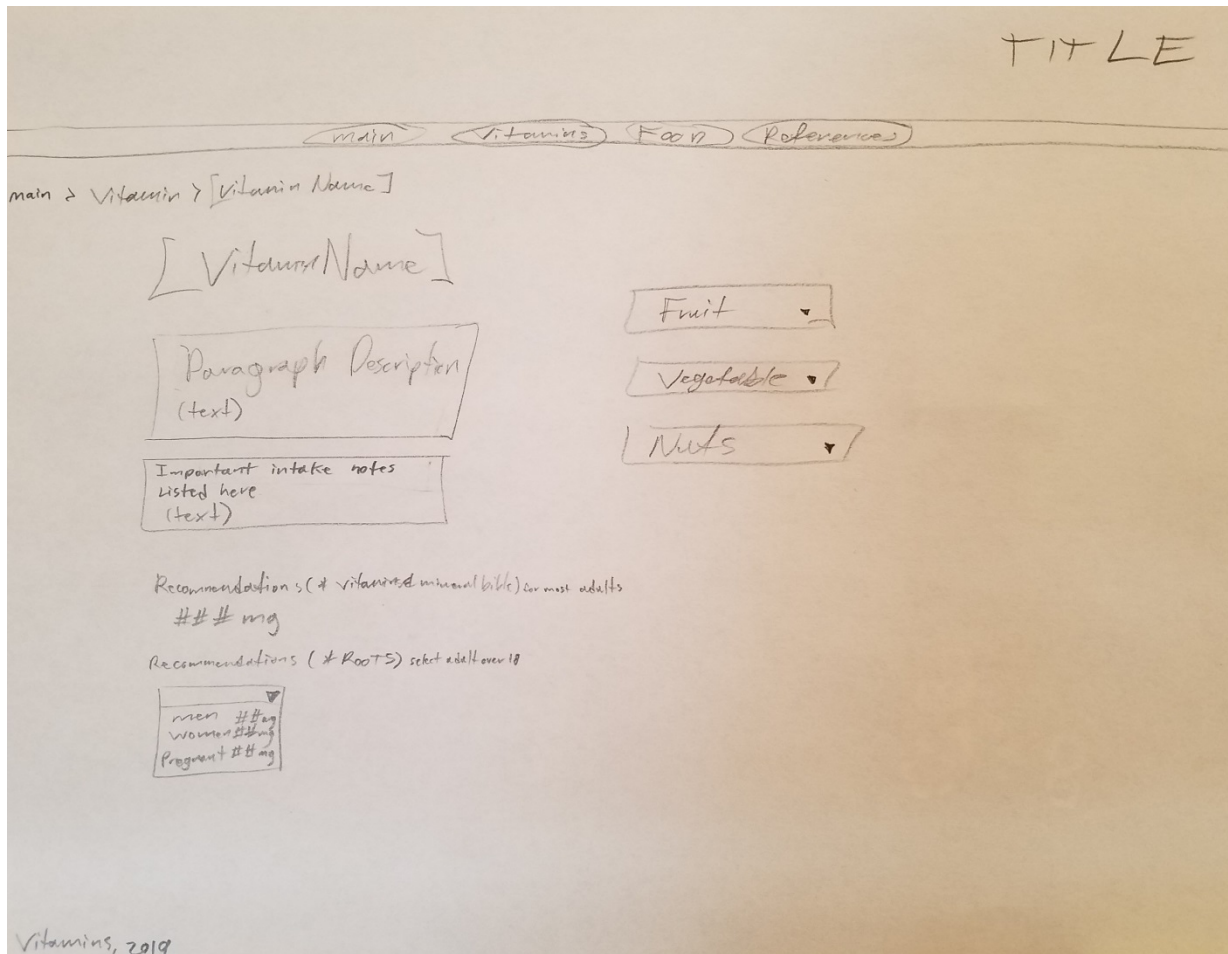 TITLE
main Vitamins Food References
main > Vitamin > [Vitamin Name]
[Vitamin Name]
Fruit
Paragraph Description
(text)
Vegetable
Nuts
Important intake notes
Listed here
(text)
Recommendations (* vitamins & mineral bible) for most adults
### mg
Recommendations (* ROOTS) select adult over 18
men ##mg
women ##mg
Pregnant ##mg
Vitamins, 2019